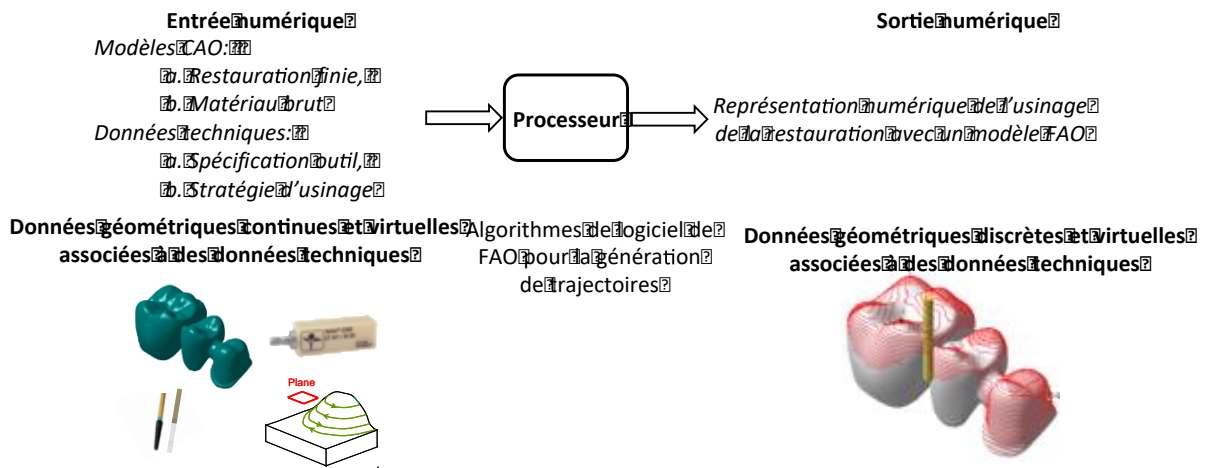 Entrée numérique
Modèles CAO:
a. Restauration finie,
b. Matériau brut
Données techniques:
a. Spécification outil,
b. Stratégie d'usinage
Données géométriques continues et virtuelles
associées à des données techniques
Processeur
Algorithmes de logiciel de
FAO pour la génération
de trajectoires
Sortie numérique
Représentation numérique de l'usinage
de la restauration avec un modèle FAO
Données géométriques discrètes et virtuelles
associées à des données techniques
Plane